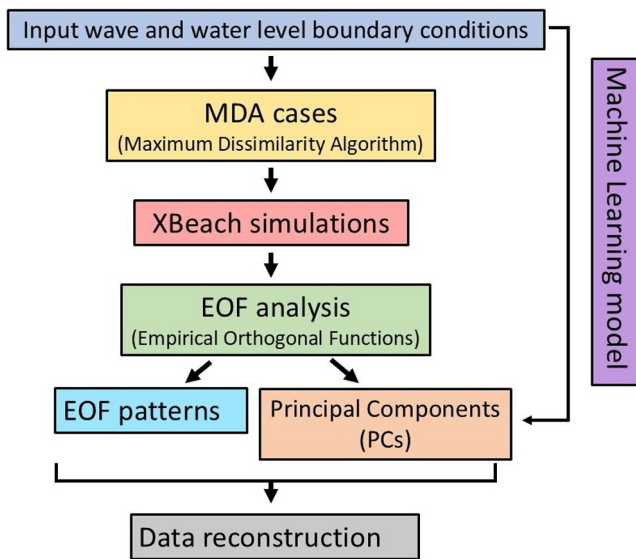 Input wave and water level boundary conditions
MDA cases
(Maximum Dissimilarity Algorithm)
XBeach simulations
EOF analysis
(Empirical Orthogonal Functions)
EOF patterns
Principal Components
(PCs)
Data reconstruction
Machine Learning model